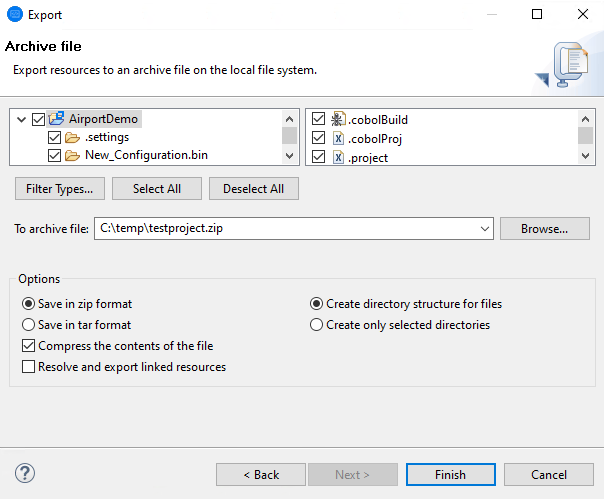 Export
Archive file
Export resources to an archive file on the local file system.
AirportDemo
.settings
New_Configuration.bin
.cobolBuild
.cobolProj
.project
Filter Types...
Select All
Deselect All
To archive file:
C:\temp\testproject.zip
Browse...
Options
Save in zip format
Create directory structure for files
Save in tar format
Create only selected directories
Compress the contents of the file
Resolve and export linked resources
?
< Back
Next >
Finish
Cancel